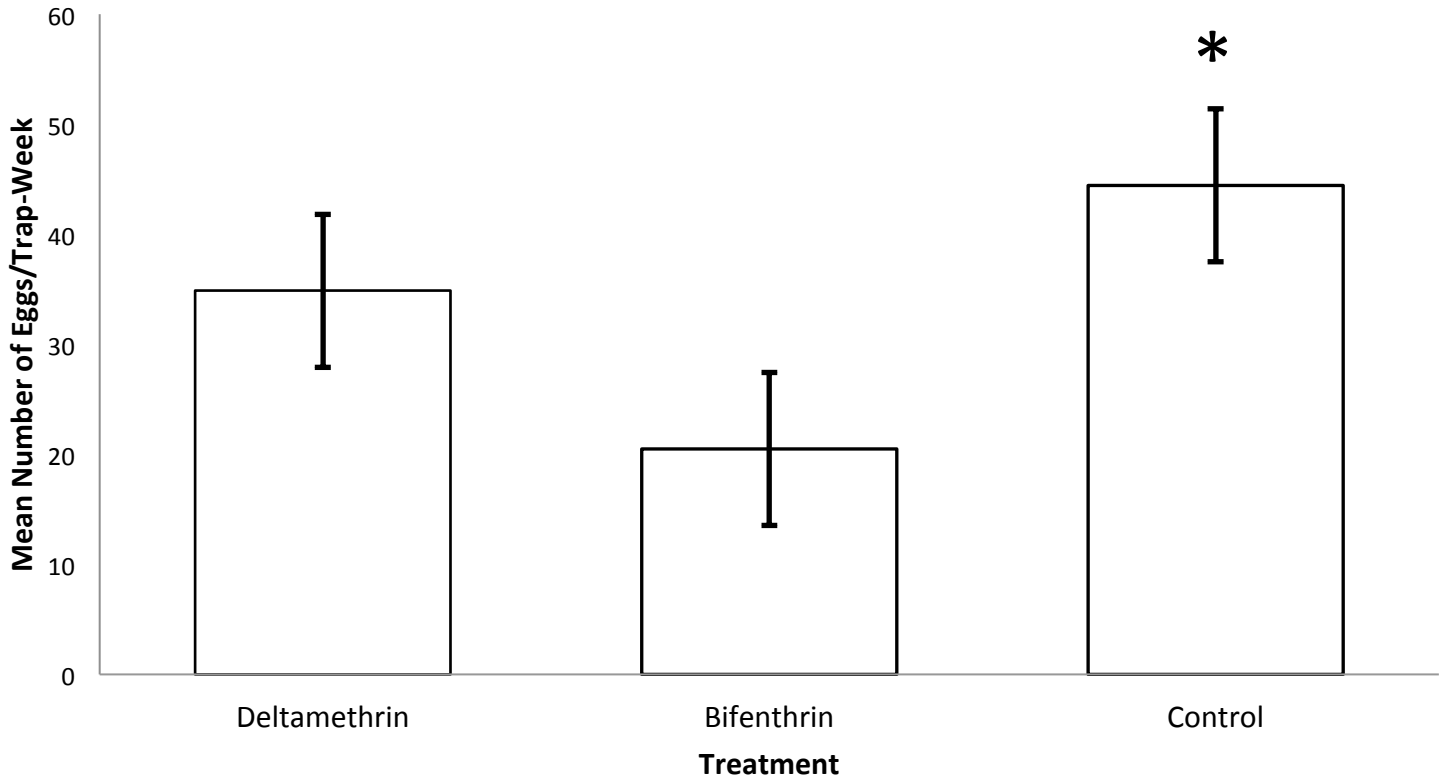 60
50
40
30
20
10
0
Mean Number of Eggs/Trap-Week
*
Deltamethrin
Bifenthrin
Control
Treatment